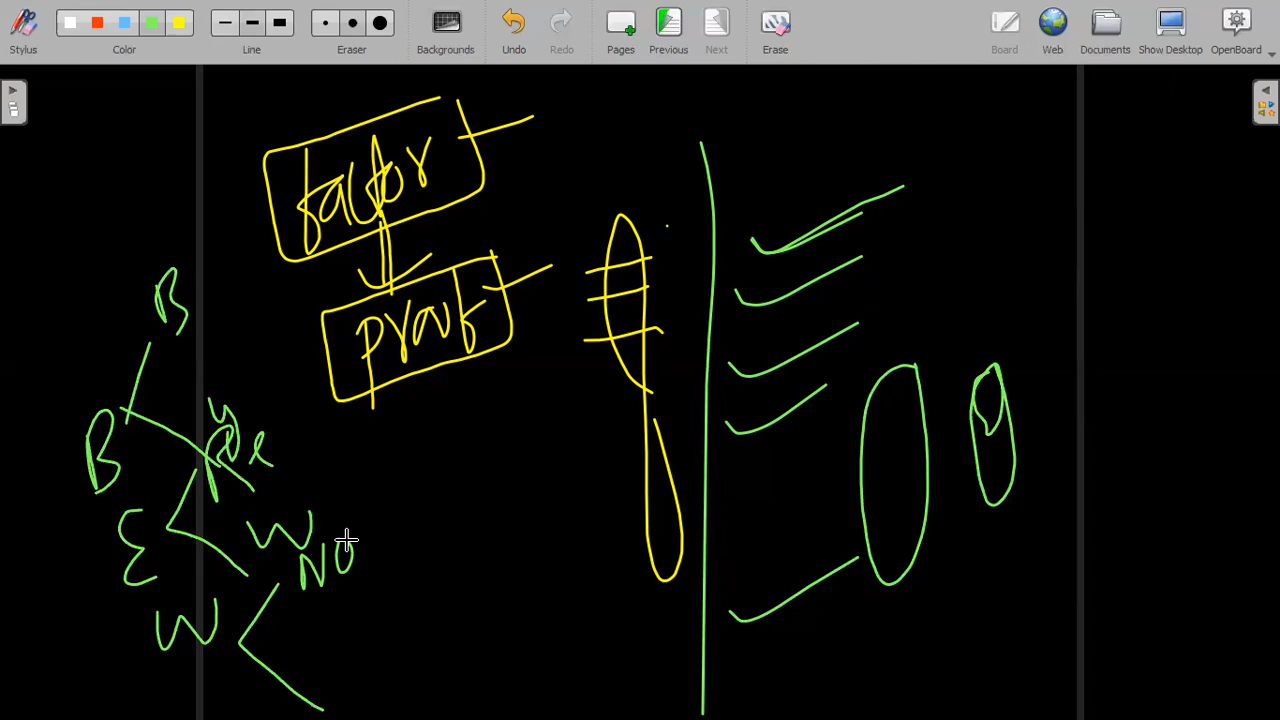 Stylus Color Line Eraser Backgrounds Undo Redo Pages Previous Next Erase Board Web Documents Show Desktop OpenBoard
factor
proof
B
B
E
W
W
NO